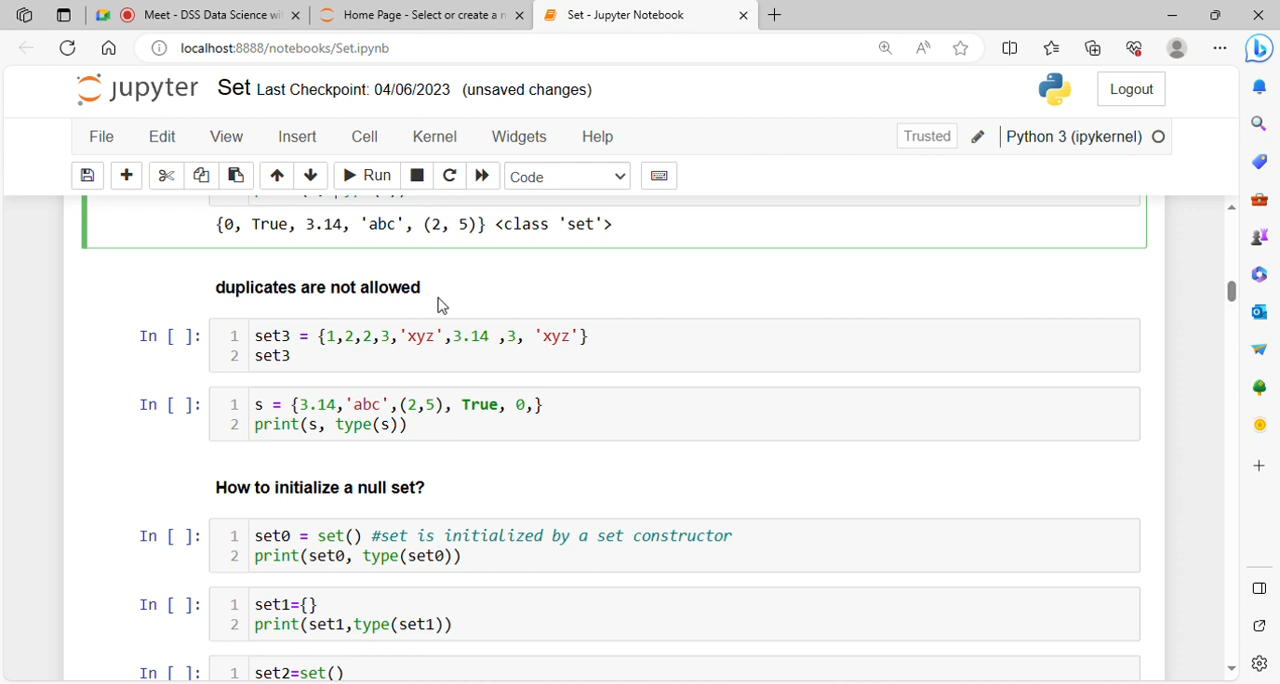 Meet - DSS Data Science wi
Home Page - Select or create a n
Set - Jupyter Notebook
localhost:8888/notebooks/Set.ipynb
jupyter Set Last Checkpoint: 04/06/2023 (unsaved changes)
Logout
File Edit View Insert Cell Kernel Widgets Help
Trusted
Python 3 (ipykernel)
Run
Code
{0, True, 3.14, 'abc', (2, 5)} <class 'set'>
duplicates are not allowed
In [ ]: 1 set3 = {1,2,2,3,'xyz',3.14 ,3, 'xyz'}
2 set3
In [ ]: 1 s = {3.14,'abc',(2,5), True, 0,}
2 print(s, type(s))
How to initialize a null set?
In [ ]: 1 set0 = set() #set is initialized by a set constructor
2 print(set0, type(set0))
In [ ]: 1 set1={}
2 print(set1,type(set1))
In [ ]: 1 set2=set()